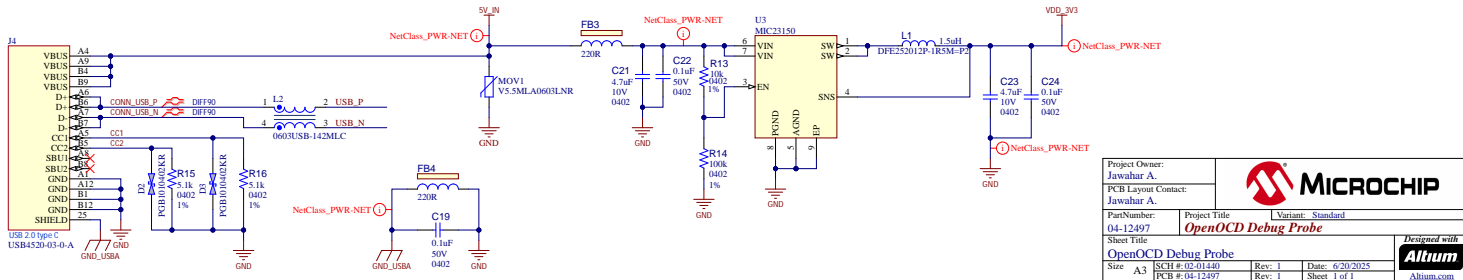 J4
VBUS A4
VBUS A9
VBUS B4
VBUS B9
D+ A6
D+ B6
D- A7
D- B7
CC1 A5
CC2 B5
SBU1 A8
SBU2 B8
GND A1
GND A12
GND B1
GND B12
SHIELD 25
USB 2.0 type C
USB4520-03-0-A
GND_USBA
GND
CONN_USB_P DIFF90
CONN_USB_N DIFF90
CC1
CC2
D2
PGB1010402KR
R15
5.1k
0402
1%
D3
PGB1010402KR
R16
5.1k
0402
1%
GND
1 L2 2 USB_P
4 3 USB_N
0603USB-142MLC
5V_IN
NetClass_PWR-NET
MOV1
V5.5MLA0603LNR
GND
FB4
220R
NetClass_PWR-NET
C19
0.1uF
50V
0402
GND_USBA
GND
FB3
220R
NetClass_PWR-NET
C21
4.7uF
10V
0402
C22
0.1uF
50V
0402
GND
R13
10k
0402
1%
R14
100k
0402
1%
GND
U3
MIC23150
6 VIN
7 VIN
3 EN
SW 1
SW 2
SNS 4
PGND 8
AGND 5
EP 9
GND
L1
1.5uH
DFE252012P-1R5M=P2
VDD_3V3
NetClass_PWR-NET
C23
4.7uF
10V
0402
C24
0.1uF
50V
0402
NetClass_PWR-NET
GND
Project Owner:
Jawahar A.
PCB Layout Contact:
Jawahar A.
MICROCHIP
PartNumber: Project Title Variant: Standard
04-12497 OpenOCD Debug Probe
Sheet Title
OpenOCD Debug Probe
Designed with
Altium
Altium.com
Size A3 SCH #: 02-01440 Rev: 1 Date: 6/20/2025
PCB #: 04-12497 Rev: 1 Sheet 1 of 1